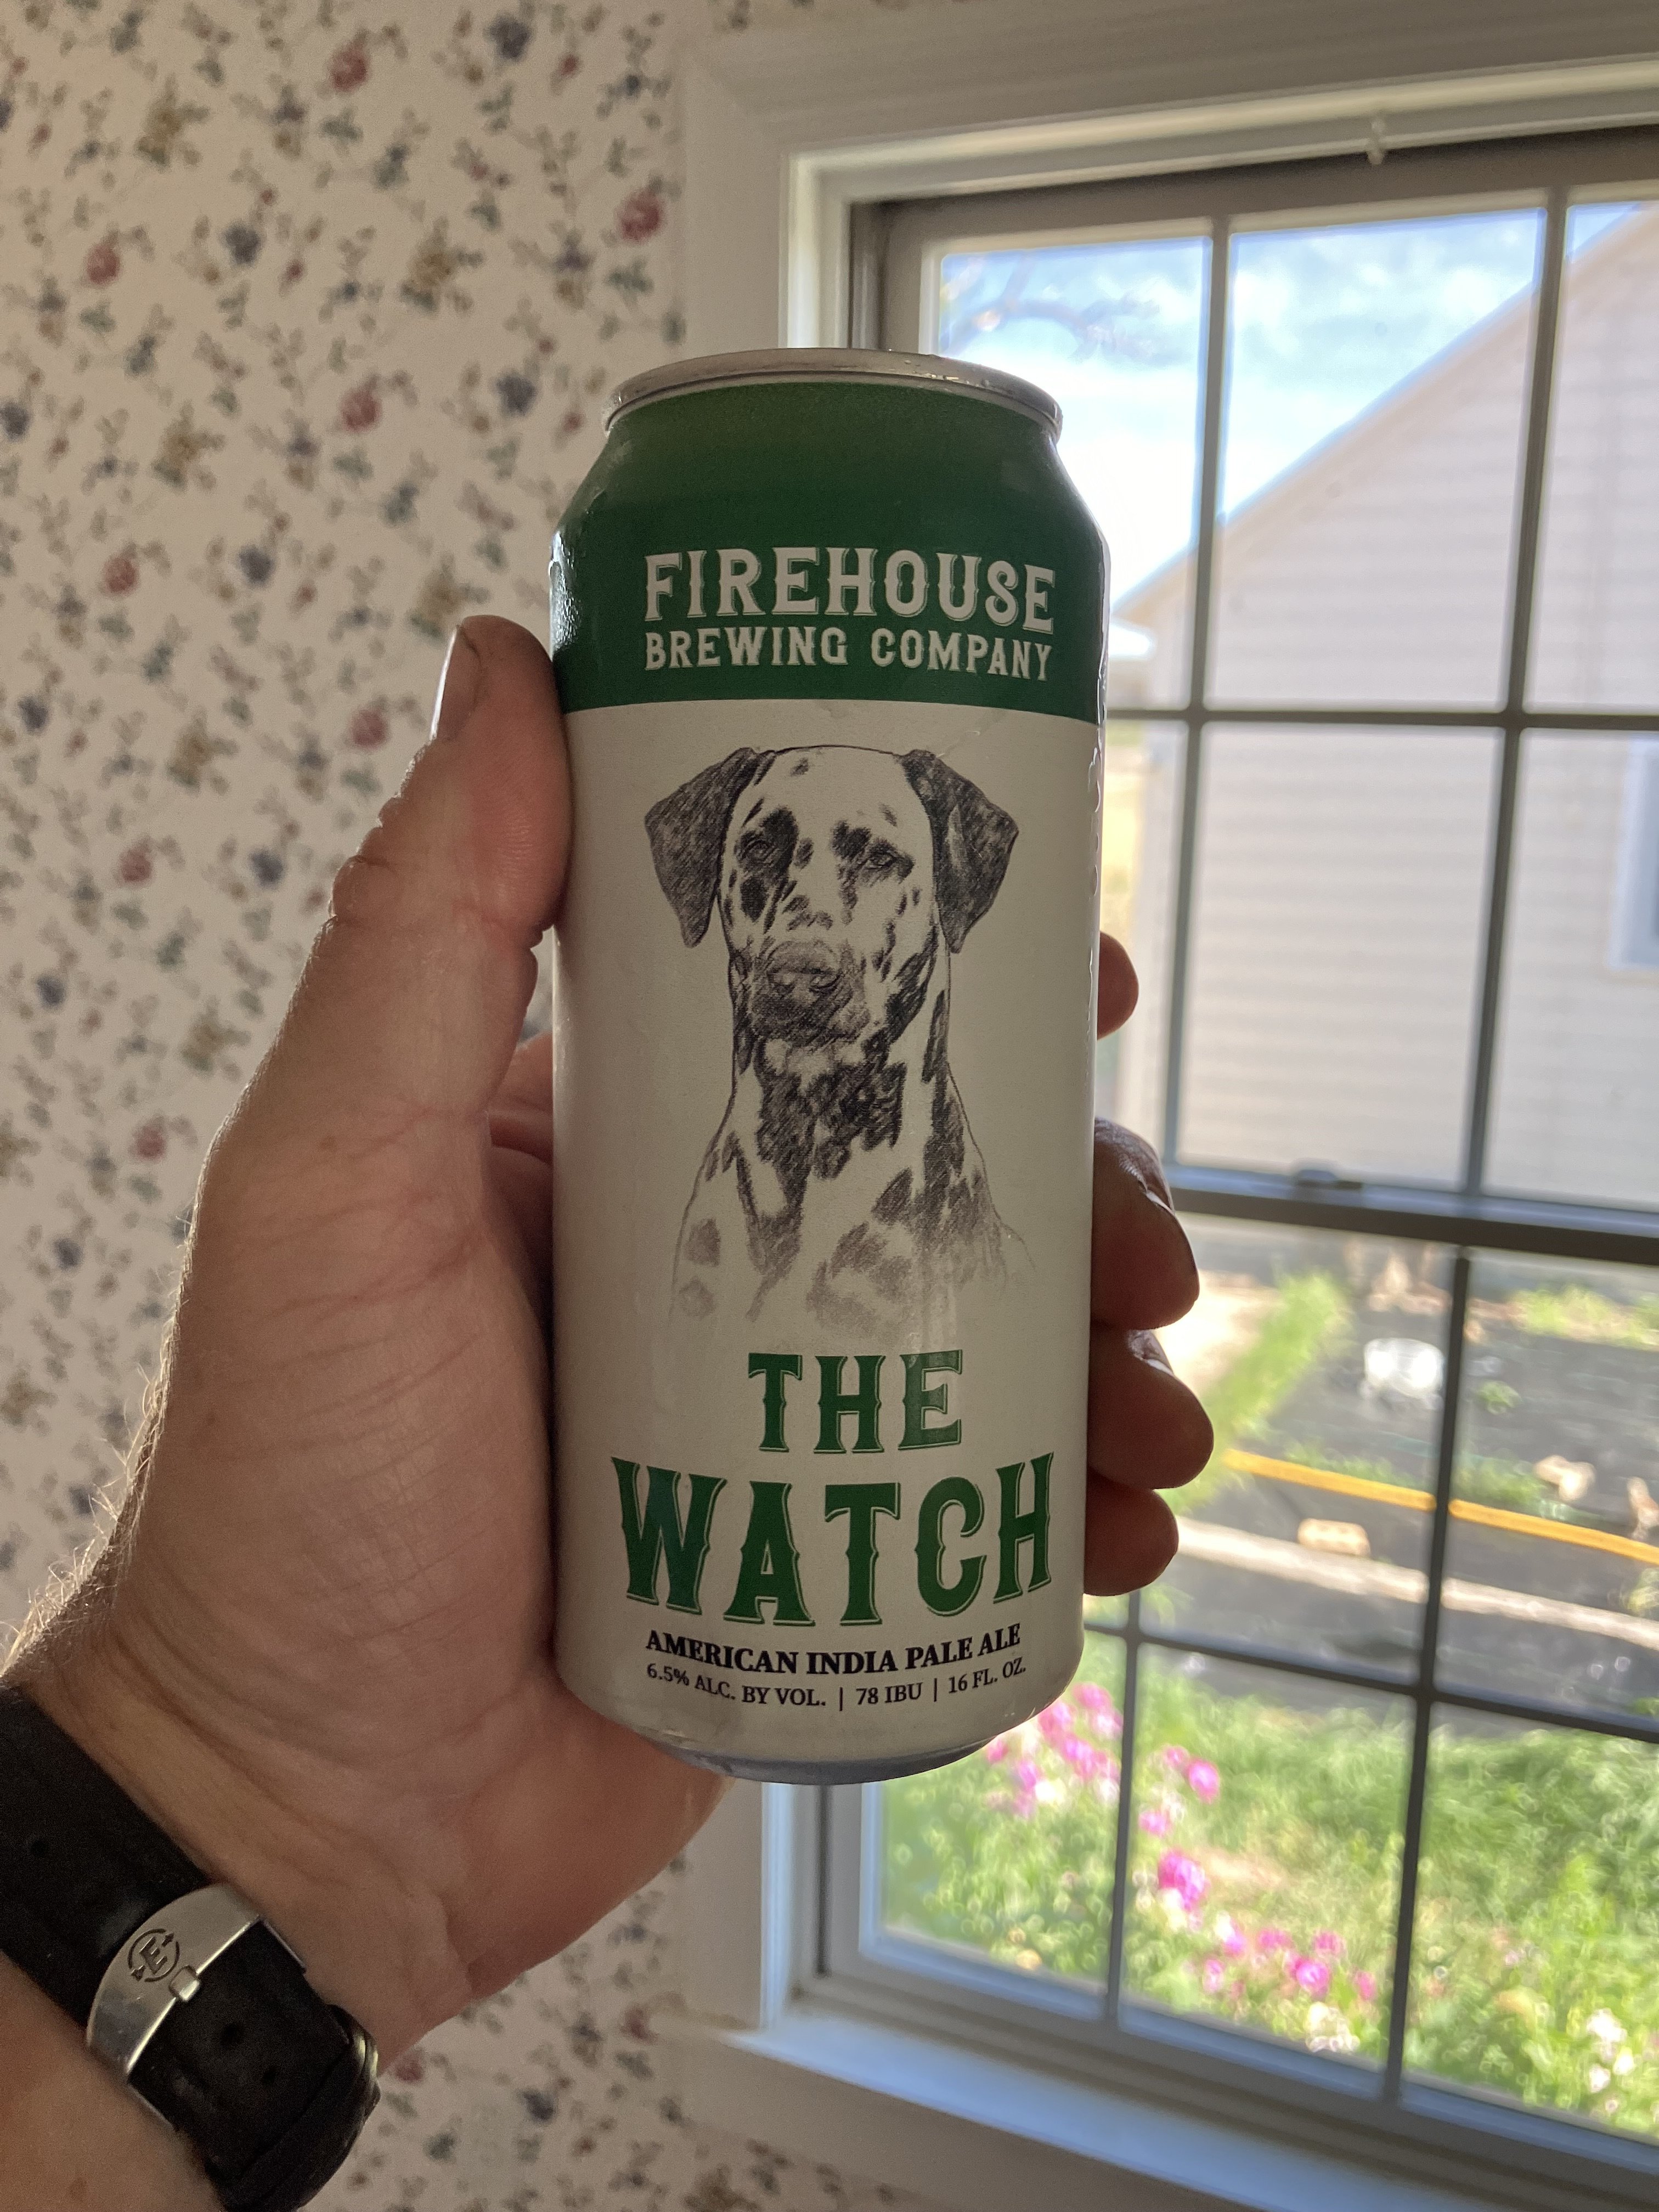 FIREHOUSE
BREWING COMPANY
THE
WATCH
AMERICAN INDIA PALE ALE
6.5% ALC. BY VOL. | 78 IBU | 16 FL. OZ.
E